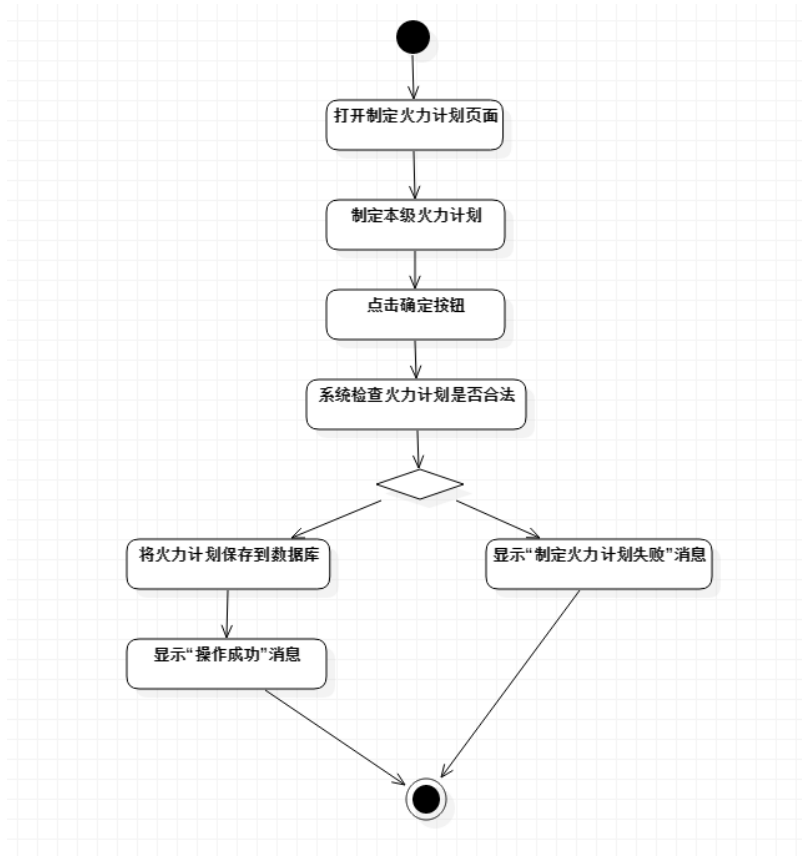 打开制定火力计划页面
制定本级火力计划
点击确定按钮
系统检查火力计划是否合法
将火力计划保存到数据库
显示“制定火力计划失败”消息
显示“操作成功”消息